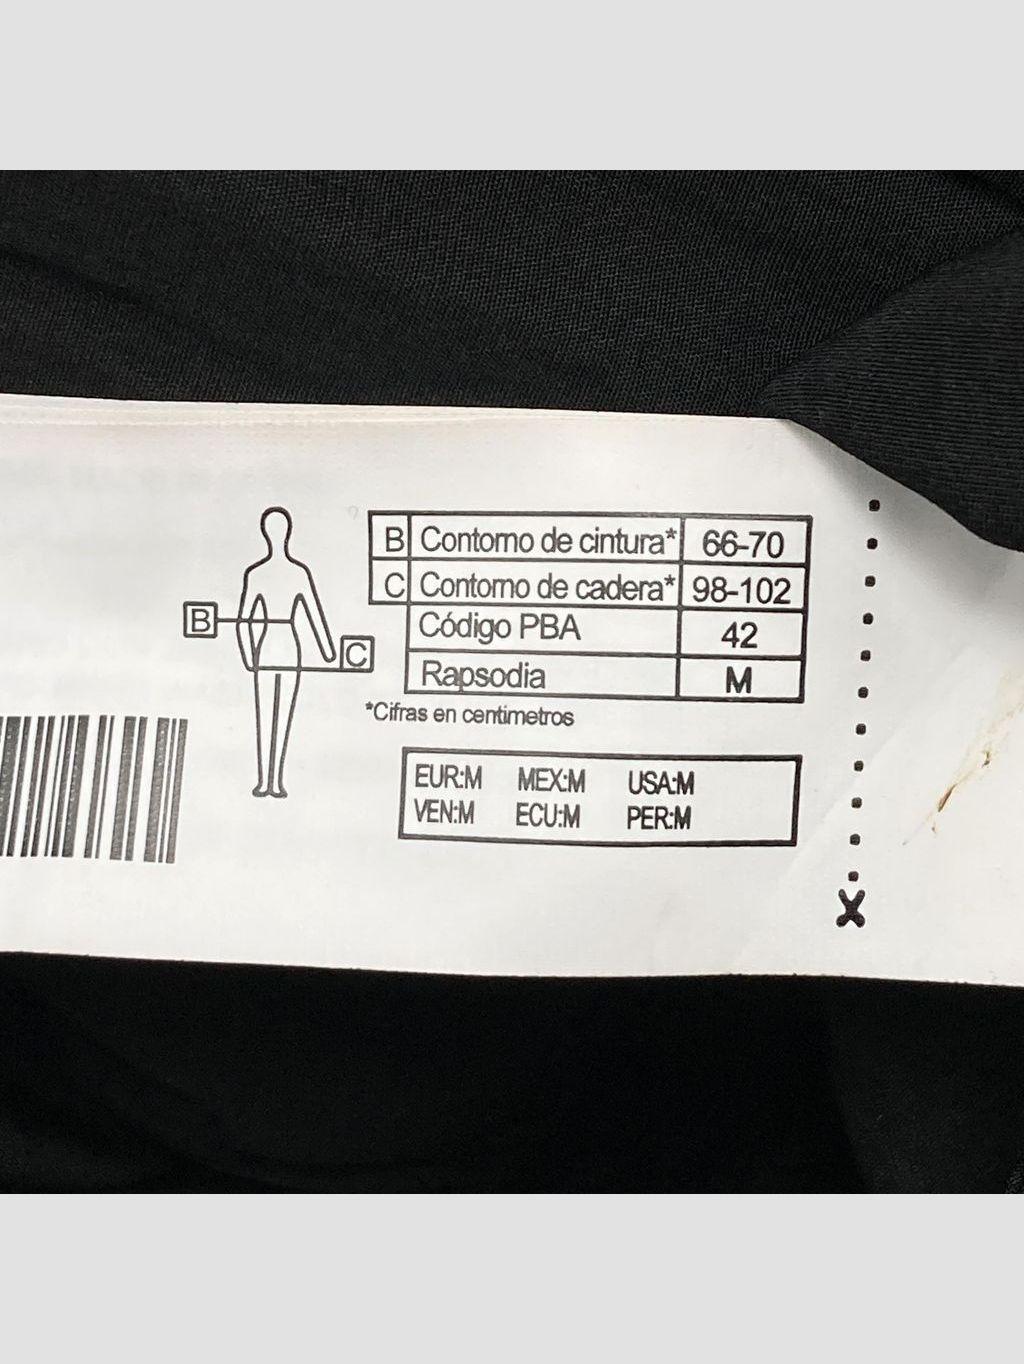 B Contorno de cintura* 66-70
C Contorno de cadera* 98-102
Código PBA 42
Rapsodia M
*Cifras en centimetros
B
C
EUR:M MEX:M USA:M
VEN:M ECU:M PER:M
X